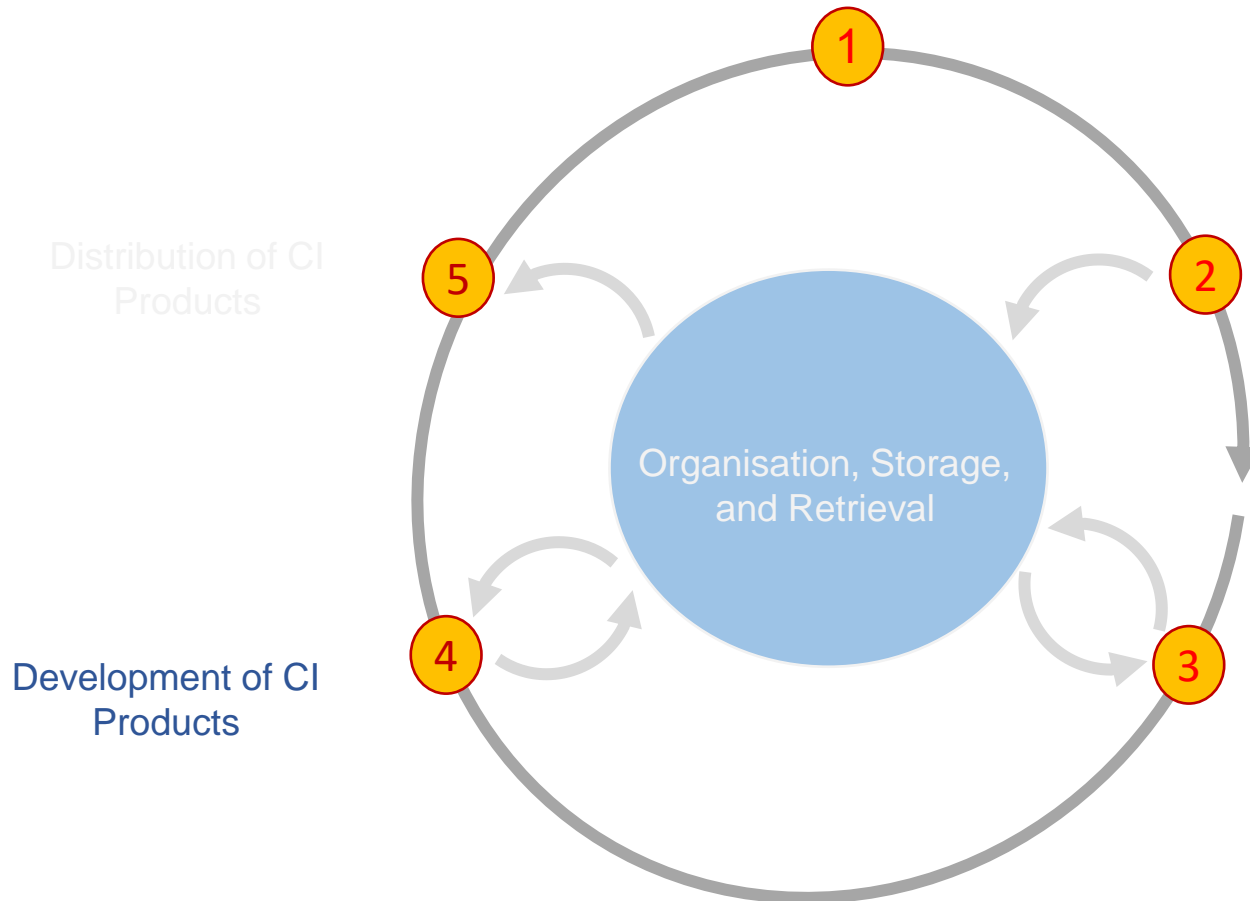 1
2
Distribution of CI
Products
5
Organisation, Storage,
and Retrieval
4
3
Development of CI
Products